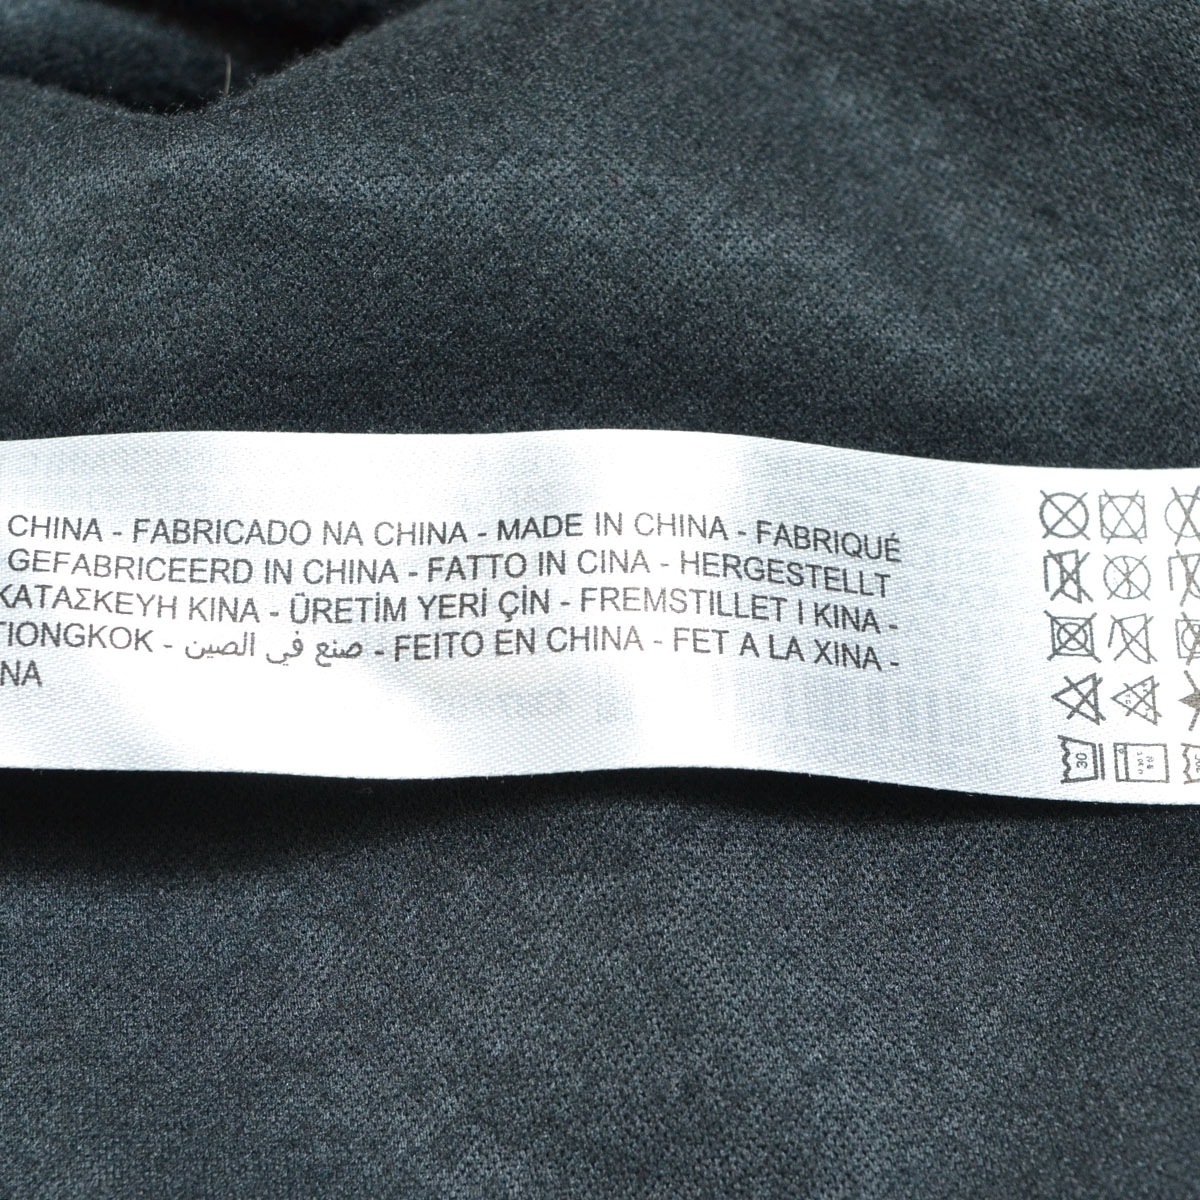 CHINA - FABRICADO NA CHINA - MADE IN CHINA - FABRIQUÉ
GEFABRICEERD IN CHINA - FATTO IN CINA - HERGESTELLT
ΚΑΤΑΣΚΕΥΗ ΚΙΝΑ - ÜRETİM YERİ ÇİN - FREMSTILLET I KINA -
TIONGKOK - صنع في الصين - FEITO EN CHINA - FET A LA XINA -
NA
30